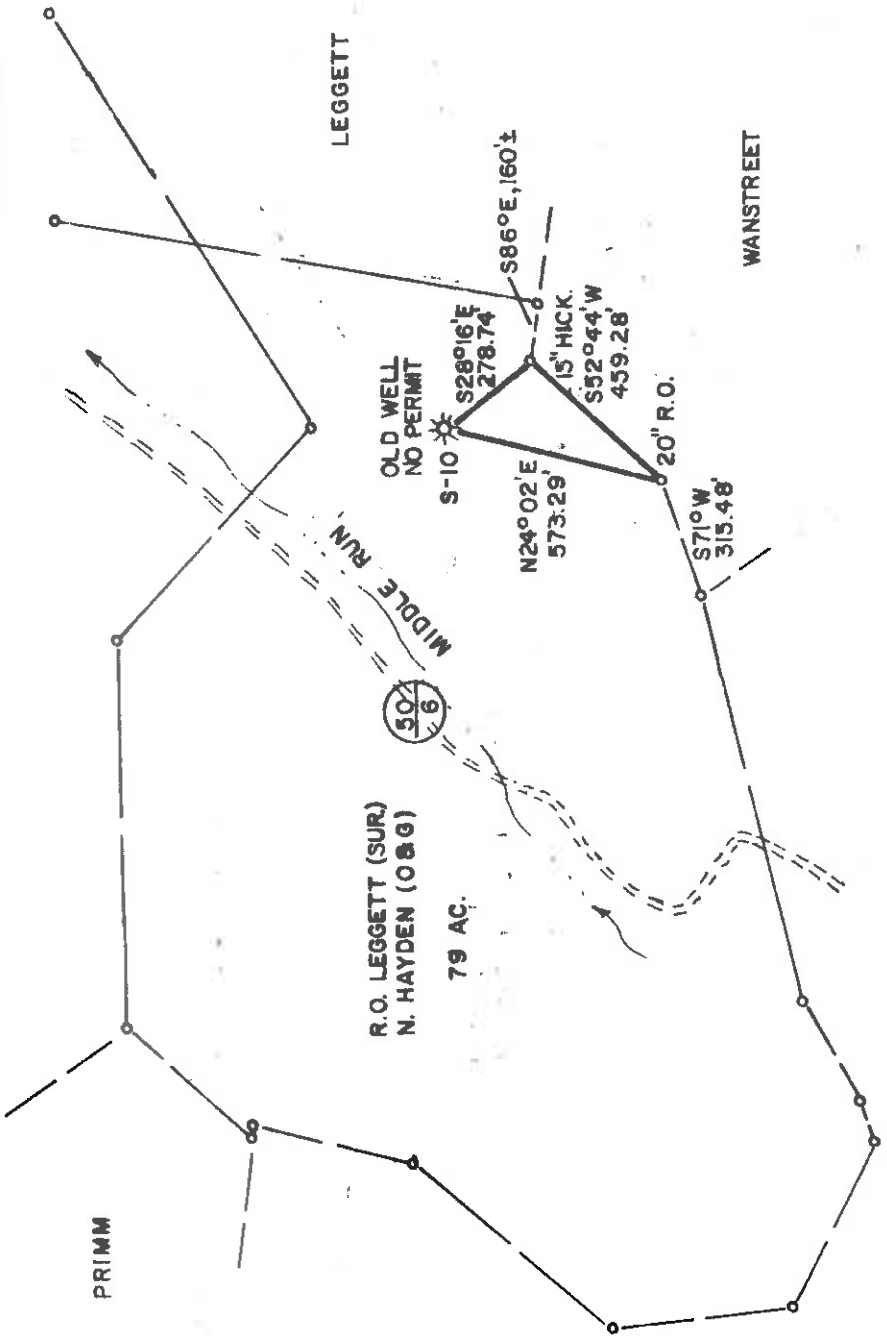 PRIMM
R.O. LEGGETT (SUR)
N. HAYDEN (O&G)
79 AC.
50
6
MIDDLE RUN
OLD WELL
NO PERMIT
S-10
LEGGETT
S28°16'E
278.74'
S86°E, 160'±
15" HICK.
S52°44'W
459.28'
N24°02'E
573.29'
20" R.O.
S71°W
315.48'
WANSTREET